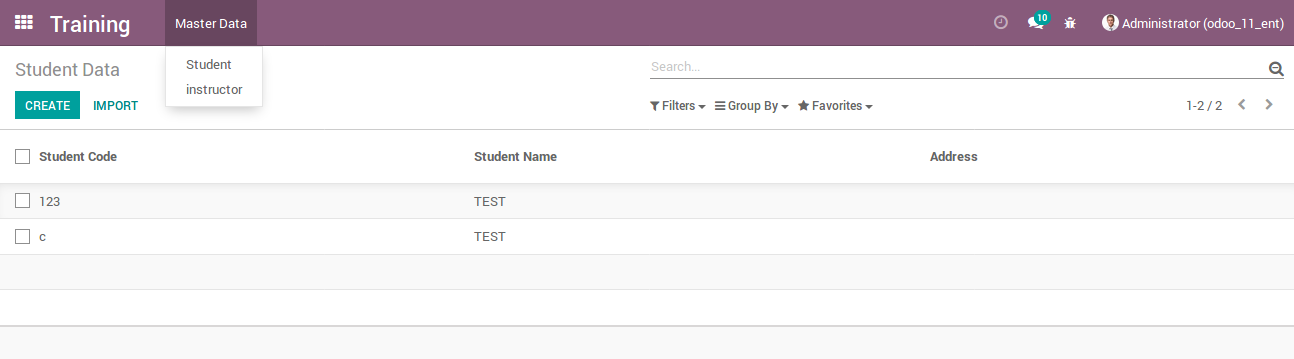 Training Master Data 10 Administrator (odoo_11_ent)
Student Data Student Search...
instructor
CREATE IMPORT Filters Group By Favorites 1-2 / 2
Student Code Student Name Address
123 TEST
c TEST